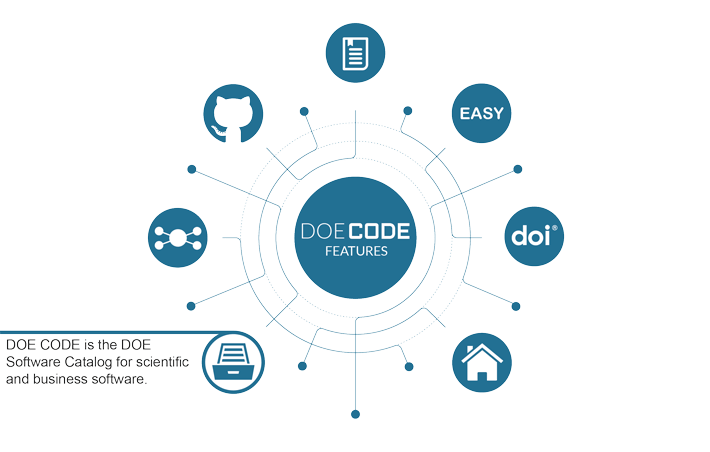 EASY
DOE CODE
FEATURES
doi®
DOE CODE is the DOE
Software Catalog for scientific
and business software.